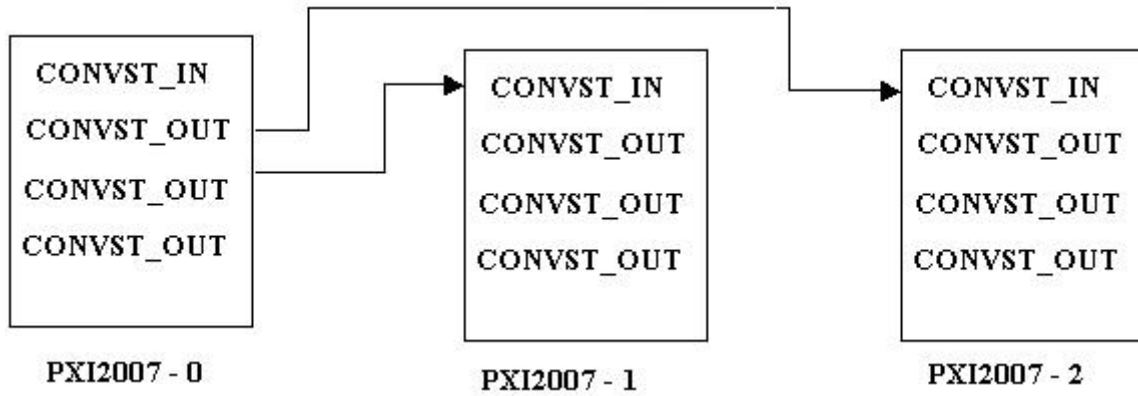 CONVST_IN
CONVST_OUT
CONVST_OUT
CONVST_OUT
PXI2007 - 0
CONVST_IN
CONVST_OUT
CONVST_OUT
CONVST_OUT
PXI2007 - 1
CONVST_IN
CONVST_OUT
CONVST_OUT
CONVST_OUT
PXI2007 - 2